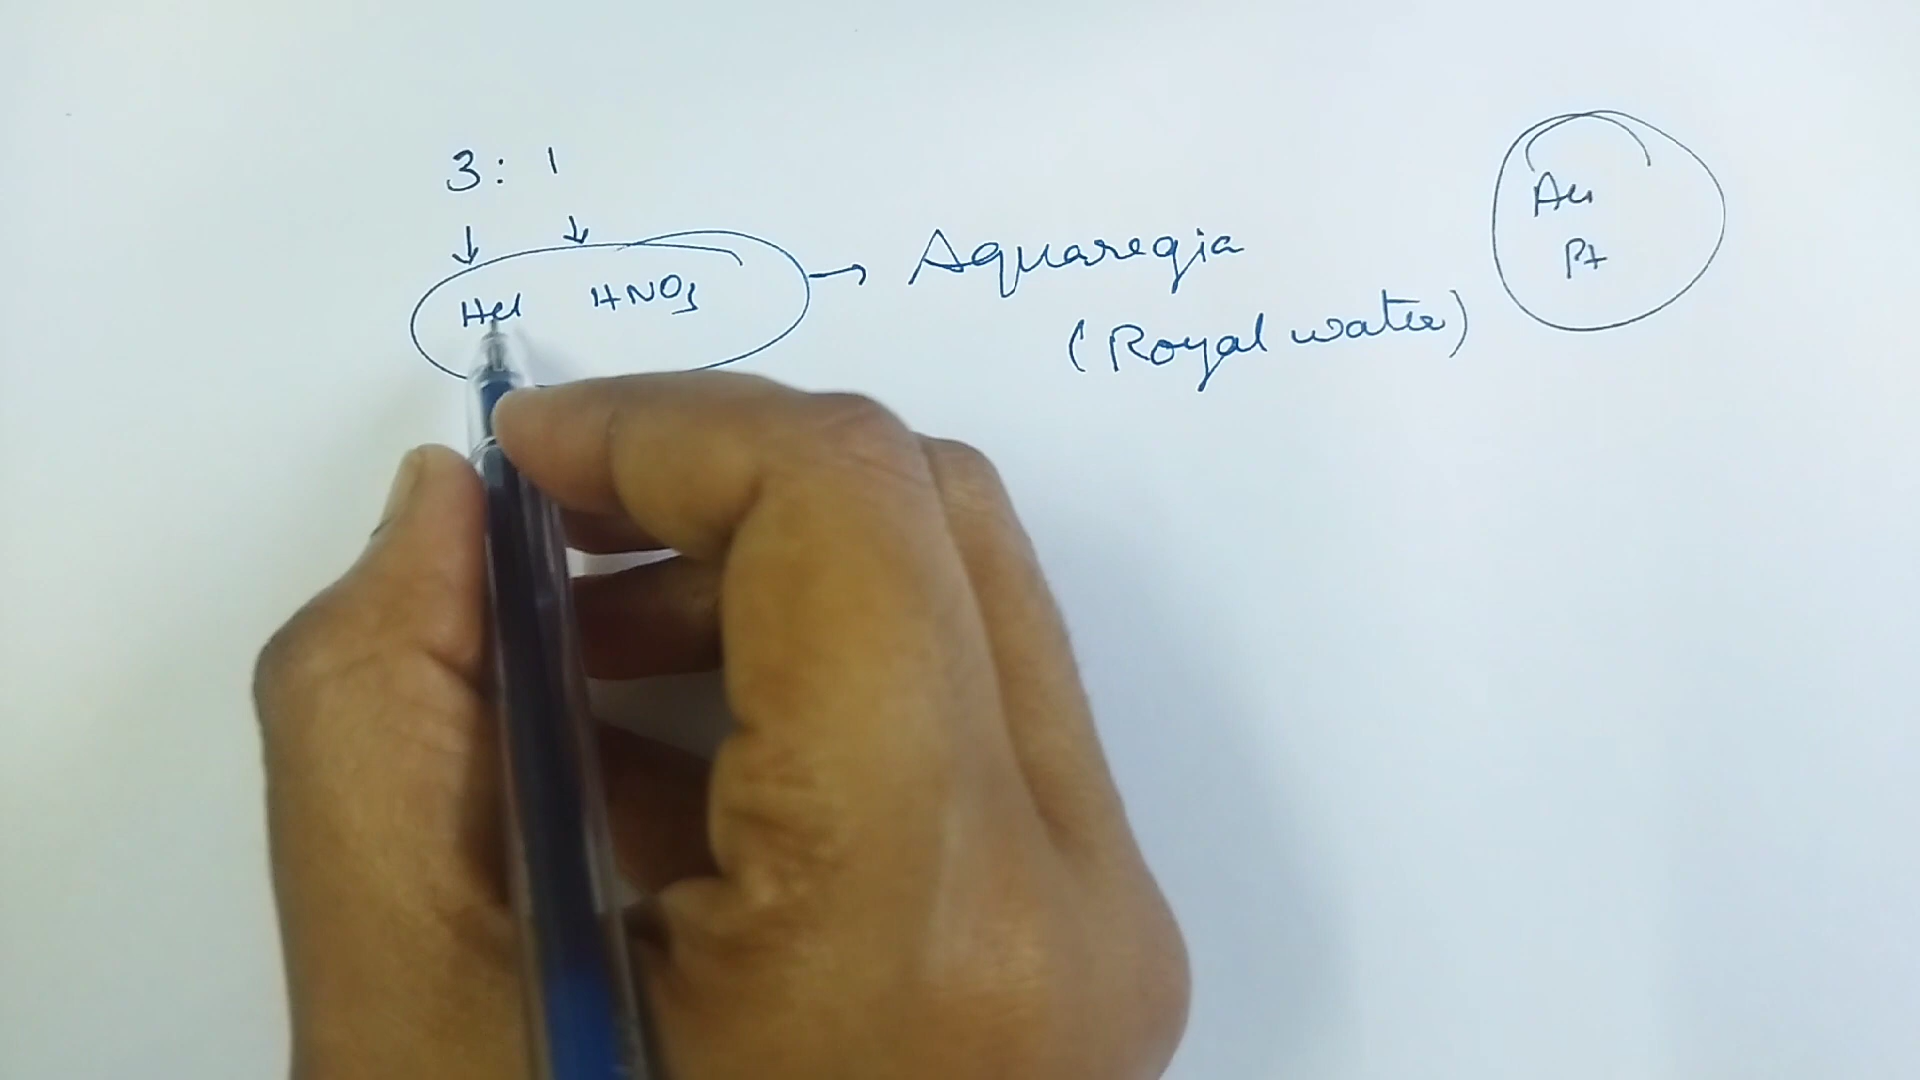 3 : 1
↓ ↓
HCl HNO3 → Aquaregia
(Royal water)
Au
Pt